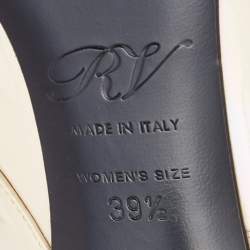 RV
MADE IN ITALY
WOMEN'S SIZE
39½